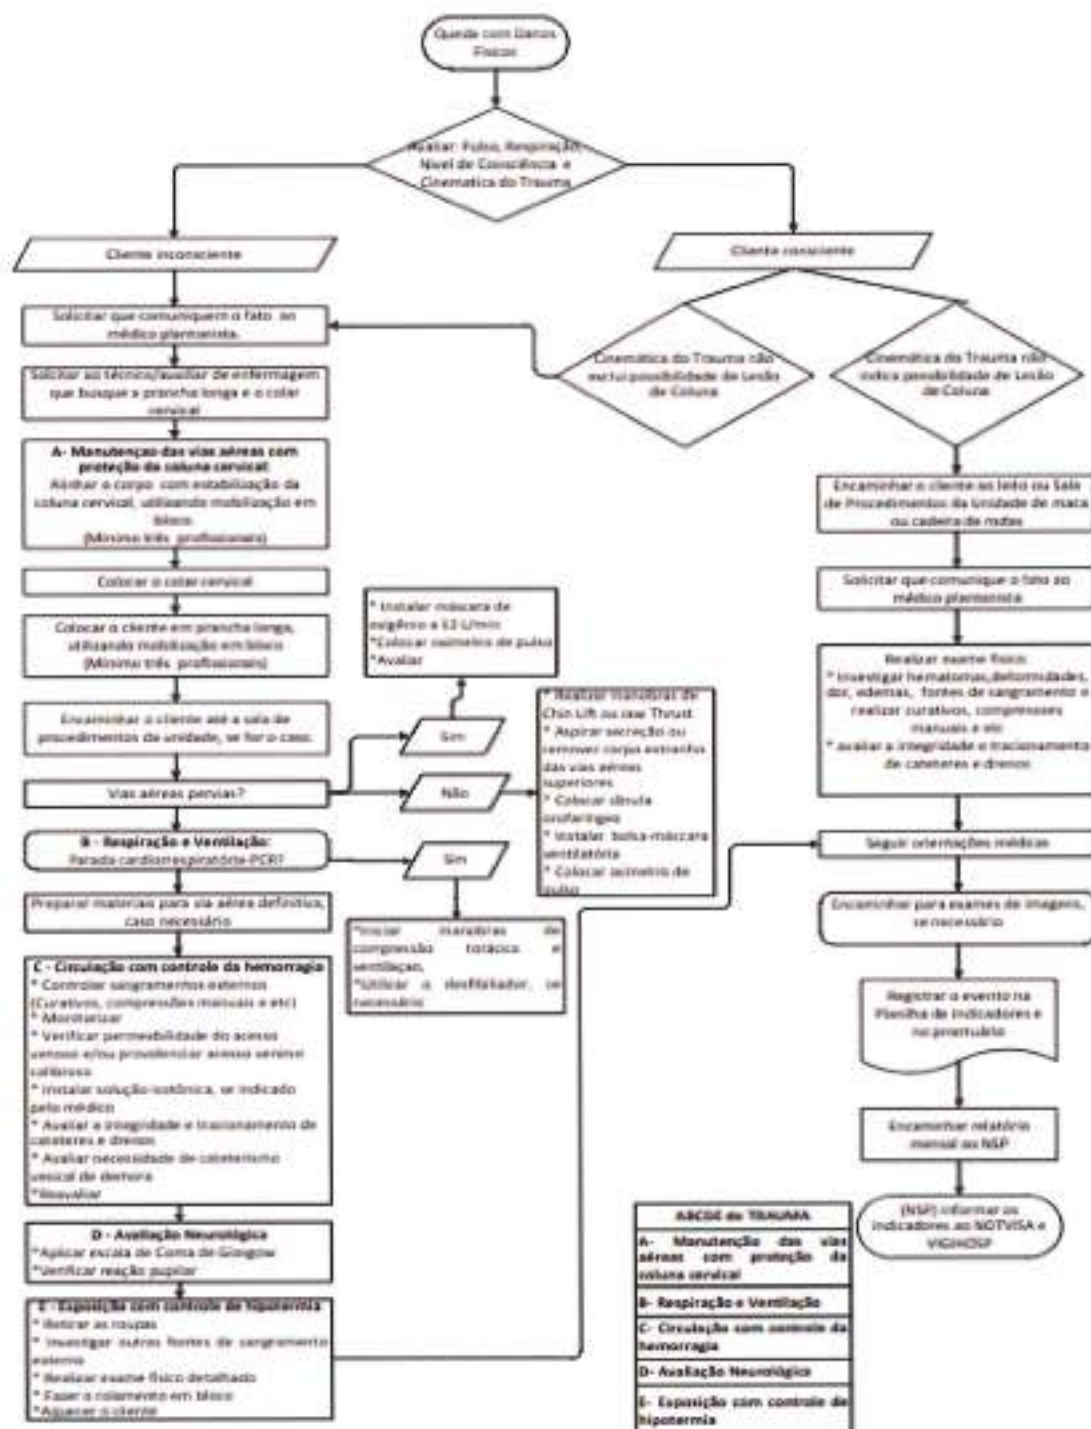 Queda com Danos
Físicos
Avaliar: Pulso, Respiração,
Nível de Consciência e
Cinematica do Trauma
Cliente inconsciente
Cliente consciente
Solicitar que comuniquem o fato ao
médico plantonista.
Cinemática do Trauma não
exclui possibilidade de Lesão
de Coluna
Cinemática do Trauma não
indica possibilidade de Lesão
de Coluna
Solicitar ao técnico/auxiliar de enfermagem
que busque a prancha longa e o colar
cervical
A- Manutençao das vias aéreas com
proteção da coluna cervical:
Alinhar o corpo com estabilização da
coluna cervical, utilizando mobilização em
bloco.
(Mínimo três profissionais)
Colocar o colar cervical
Colocar o cliente em prancha longa,
utilizando mobilização em bloco
(Mínimo três profissionais)
Encaminhar o cliente até a sala de
procedimentos da unidade, se for o caso.
Vias aéreas pervias?
Sim
* Instalar máscara de
oxigênio a 12 L/min
*Colocar oxímetro de pulso
*Avaliar
Não
* Realizar manobras de
Chin Lift ou Jaw Thrust
* Aspirar secreção ou
remover corpo estranho
das vias aéreas
superiores
* Colocar cânula
orofaríngea
* Instalar bolsa-máscara
ventilatória
* Colocar oxímetro de
pulso
B - Respiração e Ventilação:
Parada cardiorrespiratória-PCR?
Sim
*Iniciar manobras de
compressão torácica e
ventilaçao,
*Utilizar o desfibrilador, se
necessário
Preparar materiais para via aérea definitiva,
caso necessário
C - Circulação com controle da hemorragia
* Controlar sangramentos externos
(Curativos, compressões manuais e etc)
* Monitorizar
* Verificar permeabilidade do acesso
venoso e/ou providenciar acesso venoso
calibroso
* Instalar solução isotônica, se indicado
pelo médico
* Avaliar a integridade e tracionamento de
cateteres e drenos
* Avaliar necessidade de cateterismo
vesical de demora
*Reavaliar
D - Avaliação Neurológica
*Aplicar escala de Coma de Glasgow
*Verificar reação pupilar
E - Exposição com controle de hipotermia
* Retirar as roupas
* Investigar outras fontes de sangramento
externo
* Realizar exame físico detalhado
* Fazer o rolamento em bloco
*Aquecer o cliente
Encaminhar o cliente ao leito ou Sala
de Procedimentos da Unidade de maca
ou cadeira de rodas
Solicitar que comunique o fato ao
médico plantonista
Realizar exame físico:
* Investigar hematomas,deformidades,
dor, edemas, fontes de sangramento e
realizar curativos, compressoes
manuais e etc
* avaliar a integridade e tracionamento
de cateteres e drenos
Seguir orientações médicas
Encaminhar para exames de imagens,
se necessário
Registrar o evento na
Planilha de Indicadores e
no prontuário
Encaminhar relatório
mensal ao NSP
(NSP) informar os
indicadores ao NOTVISA e
VIGIHOSP
ABCDE do TRAUMA
A- Manutenção das vias
aéreas com proteção da
coluna cervical
B- Respiração e Ventilação
C- Circulação com controle da
hemorragia
D- Avaliação Neurológica
E- Exposição com controle de
hipotermia